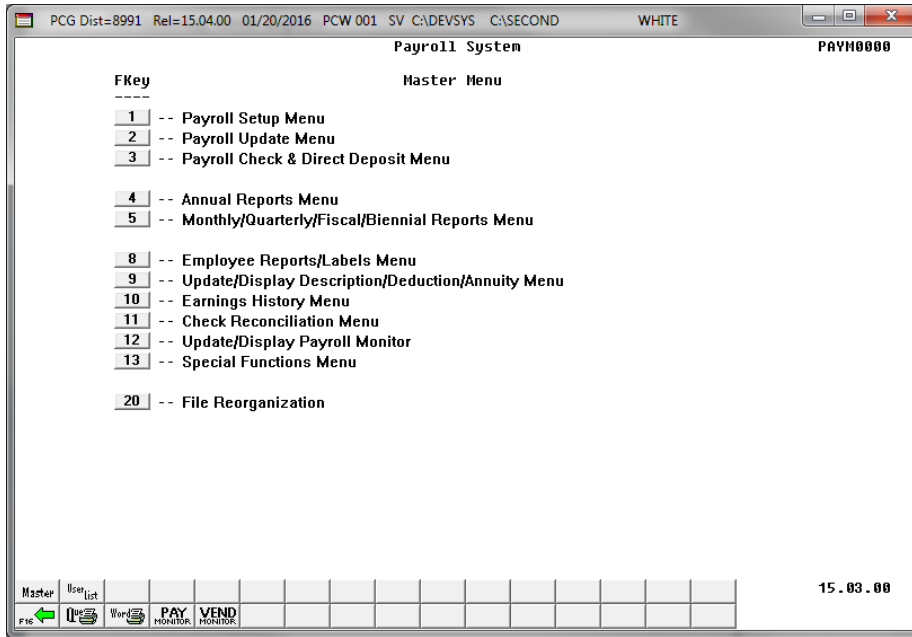 PCG Dist=8991 Rel=15.04.00 01/20/2016 PCW 001 SV C:\DEVSYS C:\SECOND WHITE
Payroll System PAYM0000
FKey Master Menu
----
1 -- Payroll Setup Menu
2 -- Payroll Update Menu
3 -- Payroll Check & Direct Deposit Menu
4 -- Annual Reports Menu
5 -- Monthly/Quarterly/Fiscal/Biennial Reports Menu
8 -- Employee Reports/Labels Menu
9 -- Update/Display Description/Deduction/Annuity Menu
10 -- Earnings History Menu
11 -- Check Reconciliation Menu
12 -- Update/Display Payroll Monitor
13 -- Special Functions Menu
20 -- File Reorganization
Master User List 15.03.00
F16 Que Word PAY MONITOR VEND MONITOR